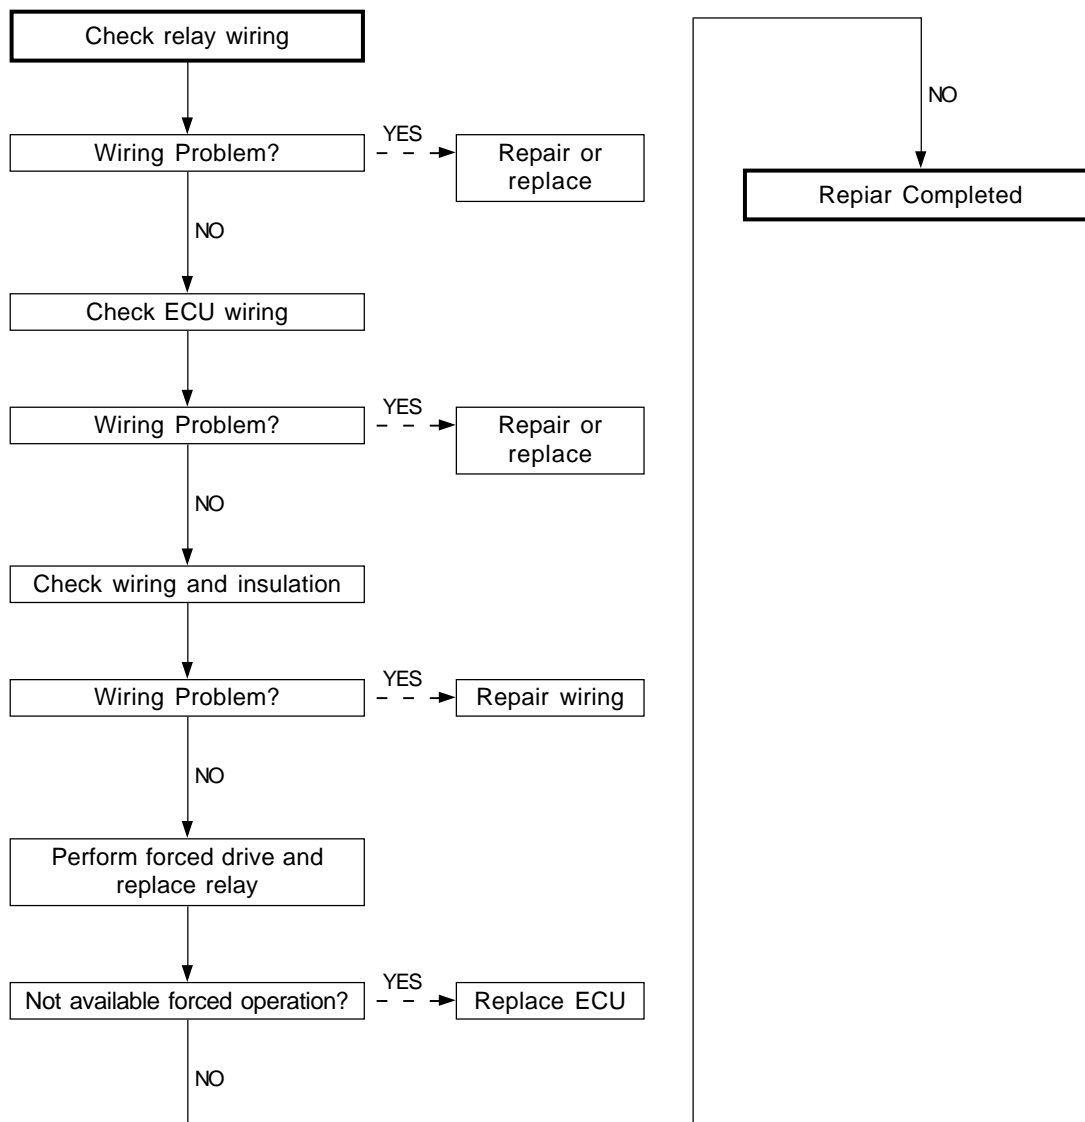 Check relay wiring
Wiring Problem?
YES
Repair or
replace
NO
Check ECU wiring
Wiring Problem?
YES
Repair or
replace
NO
Check wiring and insulation
Wiring Problem?
YES
Repair wiring
NO
Perform forced drive and
replace relay
Not available forced operation?
YES
Replace ECU
NO
NO
Repiar Completed